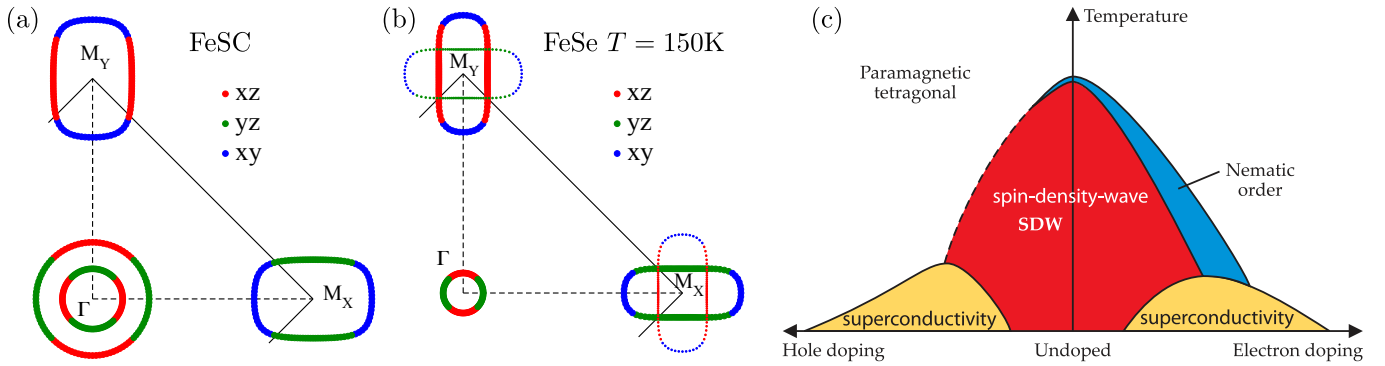 (a)
FeSC
M_Y
xz
yz
xy
Γ
M_X
(b)
FeSe T = 150K
M_Y
xz
yz
xy
Γ
M_X
(c)
Temperature
Paramagnetic
tetragonal
Nematic
order
spin-density-wave
SDW
superconductivity
superconductivity
Hole doping
Undoped
Electron doping